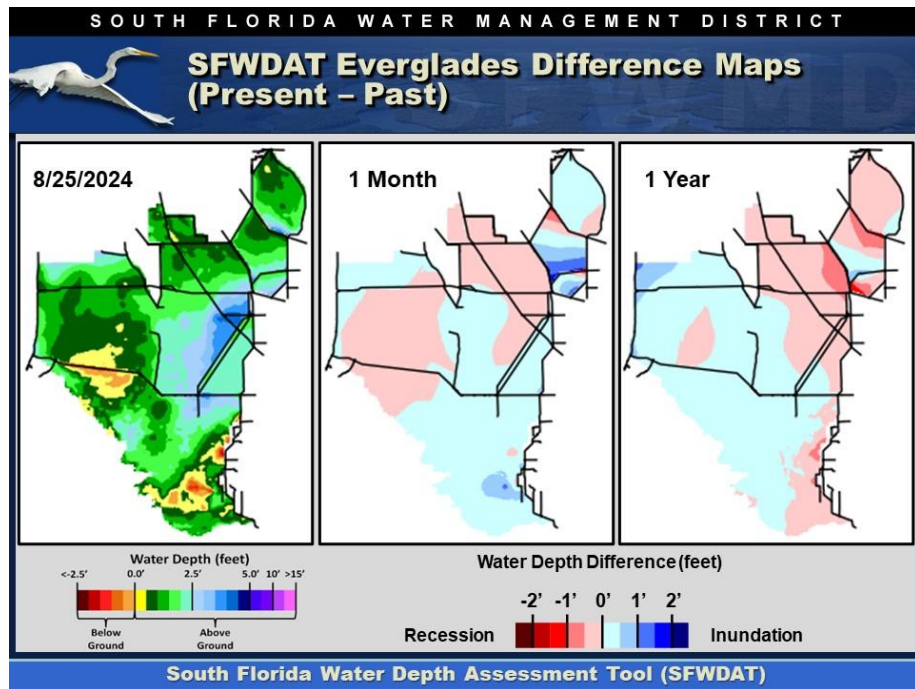 SOUTH FLORIDA WATER MANAGEMENT DISTRICT
SFWDAT Everglades Difference Maps
(Present – Past)
SFWMD
8/25/2024
1 Month
1 Year
Water Depth (feet)
<-2.5' 0.0' 2.5' 5.0' 10' >15'
Below
Ground
Above
Ground
Water Depth Difference (feet)
-2' -1' 0' 1' 2'
Recession
Inundation
South Florida Water Depth Assessment Tool (SFWDAT)